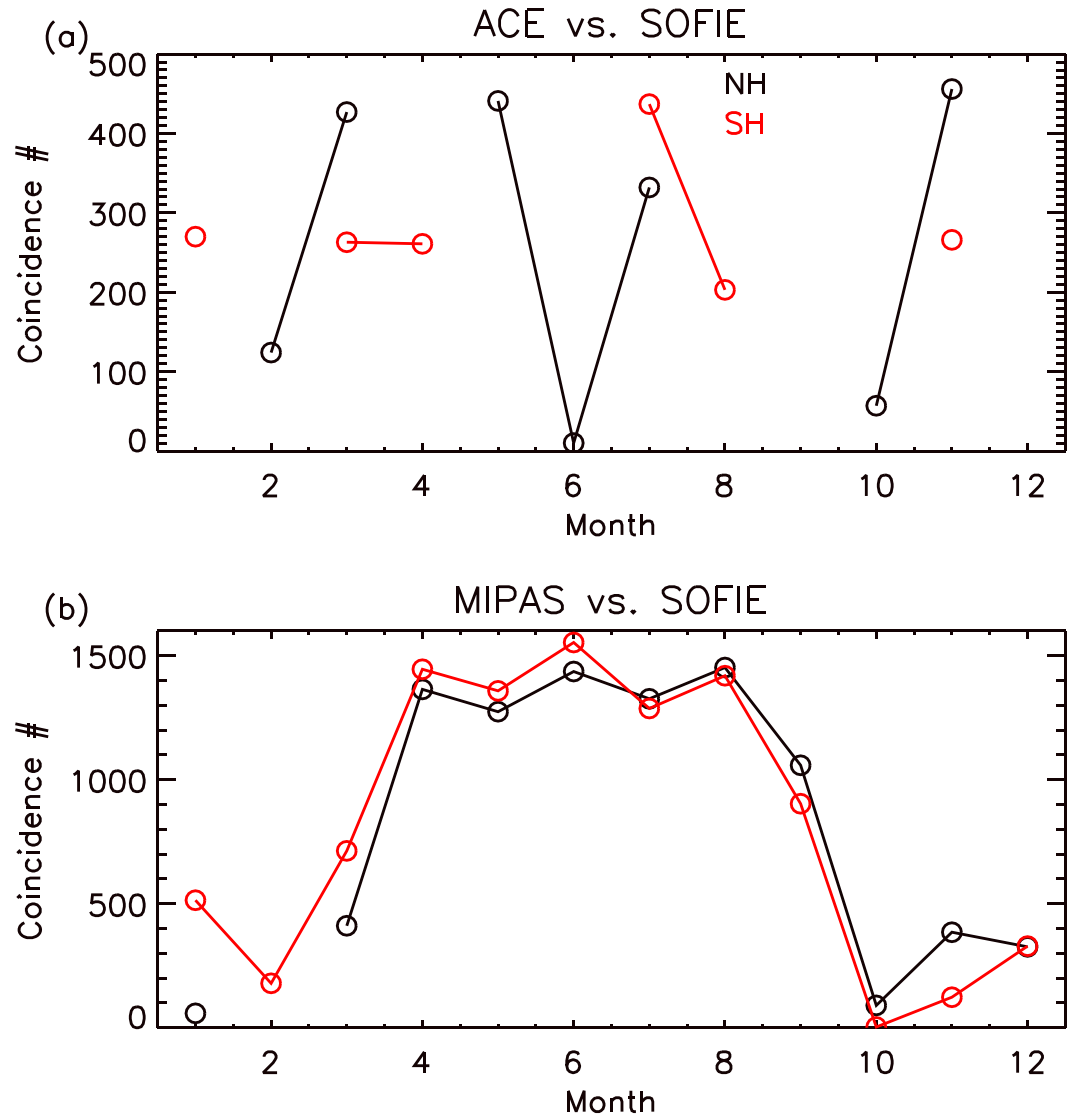 (a)
ACE vs. SOFIE
500
400
300
200
100
0
Coincidence #
NH
SH
2 4 6 8 10 12
Month
(b)
MIPAS vs. SOFIE
1500
1000
500
0
Coincidence #
2 4 6 8 10 12
Month